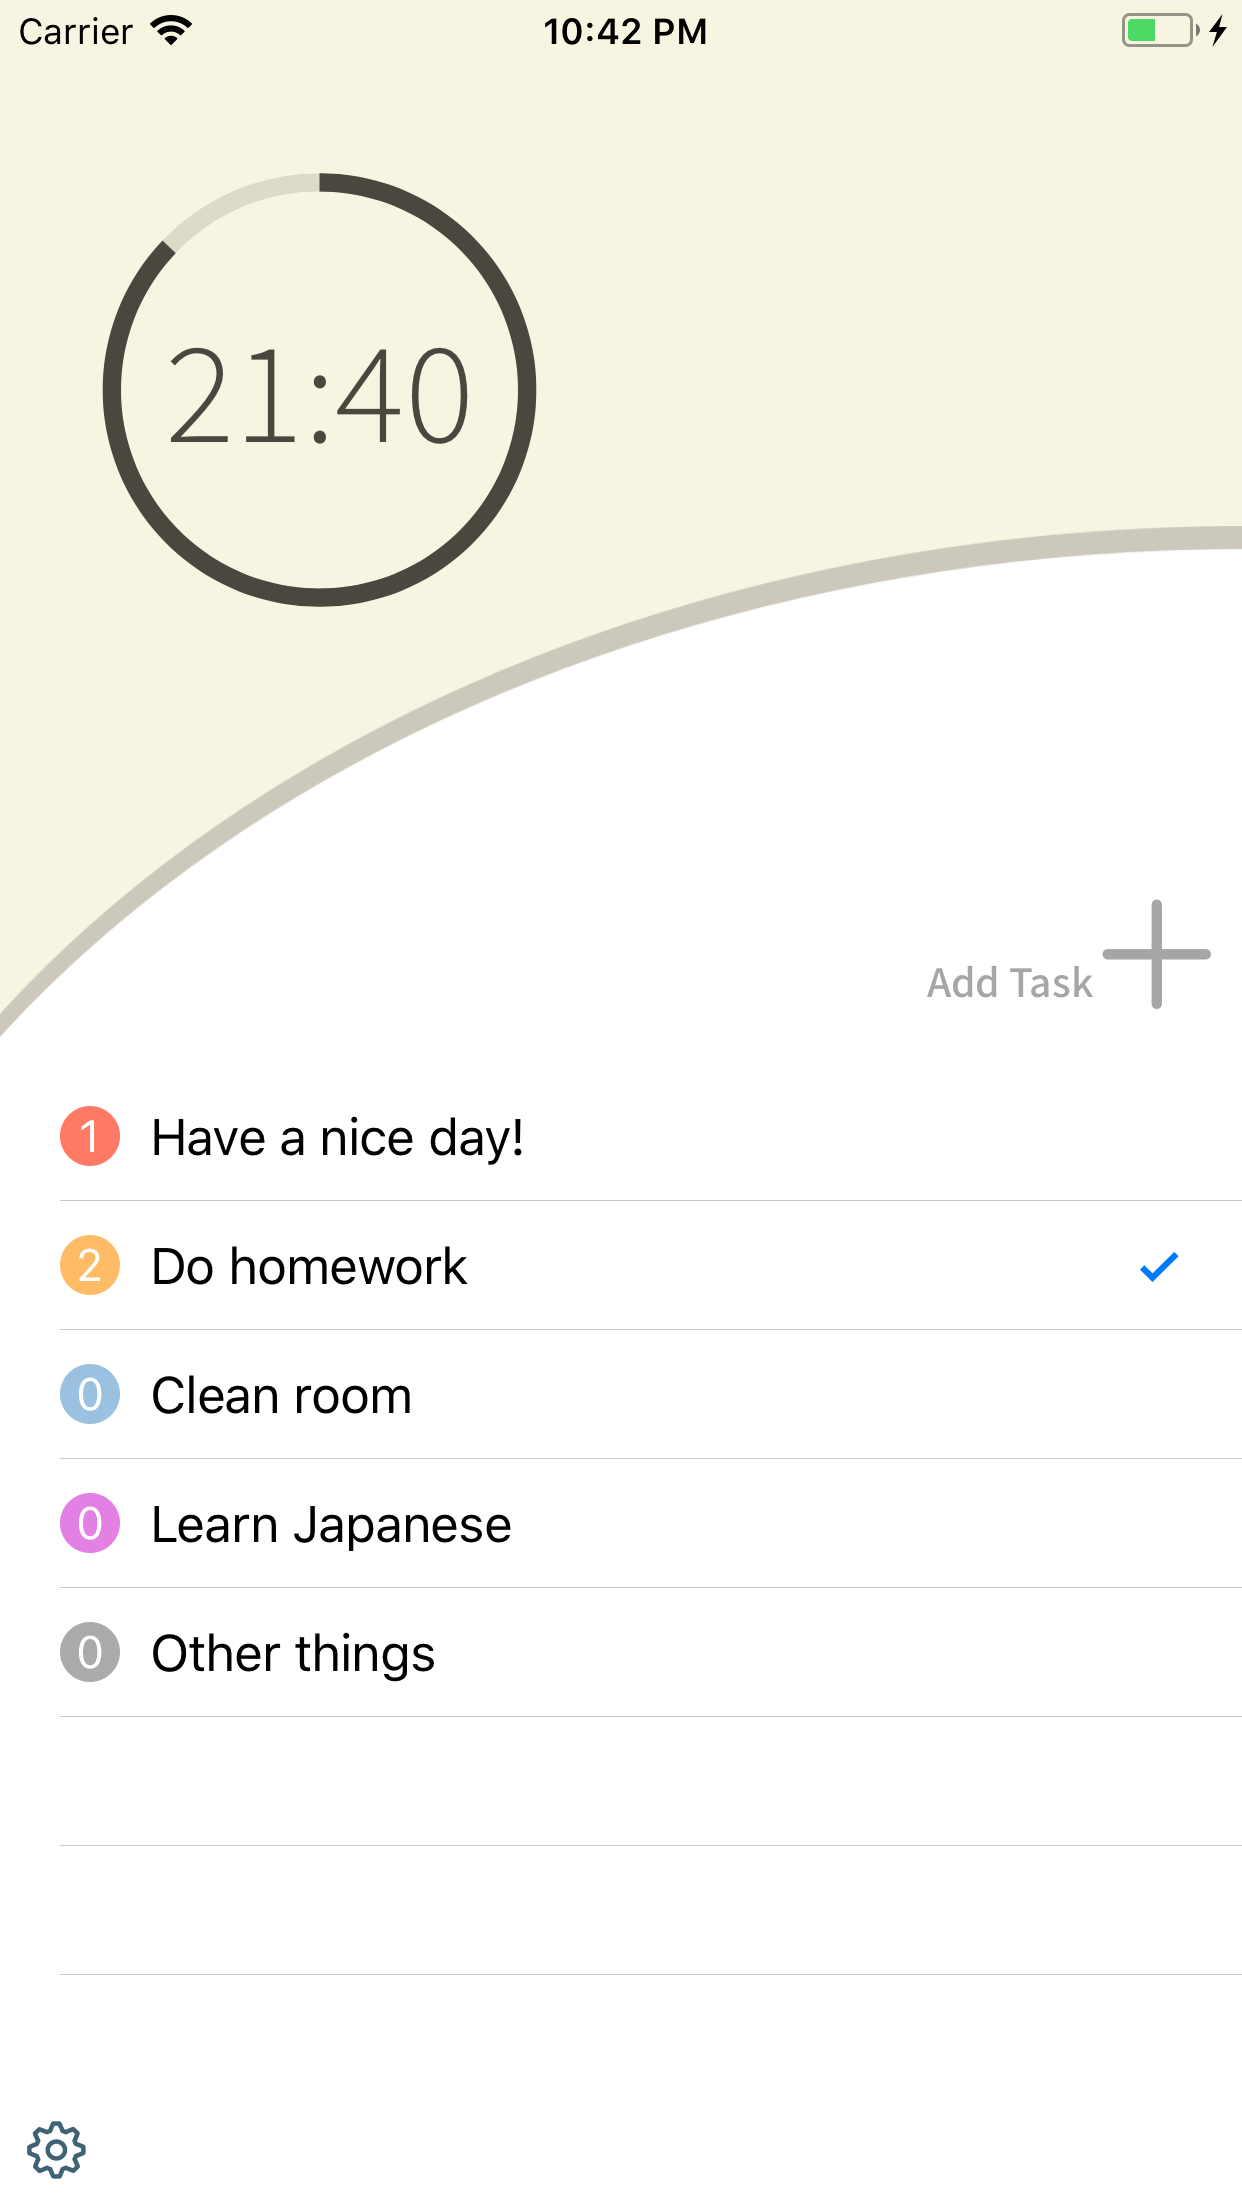 Carrier 10:42 PM
21:40
Add Task
1 Have a nice day!
2 Do homework
0 Clean room
0 Learn Japanese
0 Other things